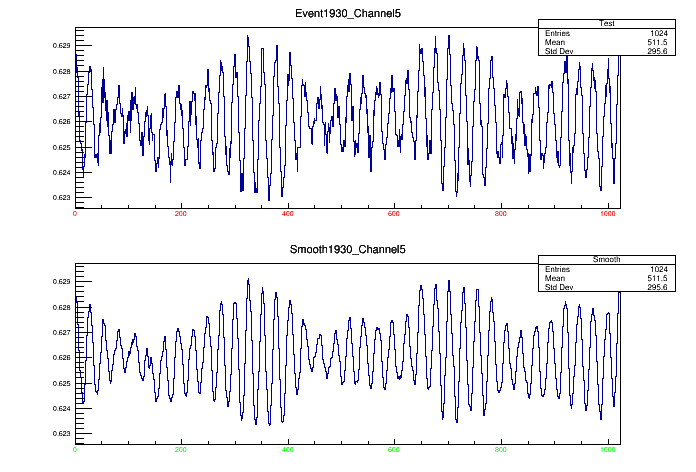 Event1930_Channel5
Test
Entries 1024
Mean 511.5
Std Dev 295.6
0.629
0.628
0.627
0.626
0.625
0.624
0.623
0 200 400 600 800 1000
Smooth1930_Channel5
Smooth
Entries 1024
Mean 511.5
Std Dev 295.6
0.629
0.628
0.627
0.626
0.625
0.624
0.623
0 200 400 600 800 1000